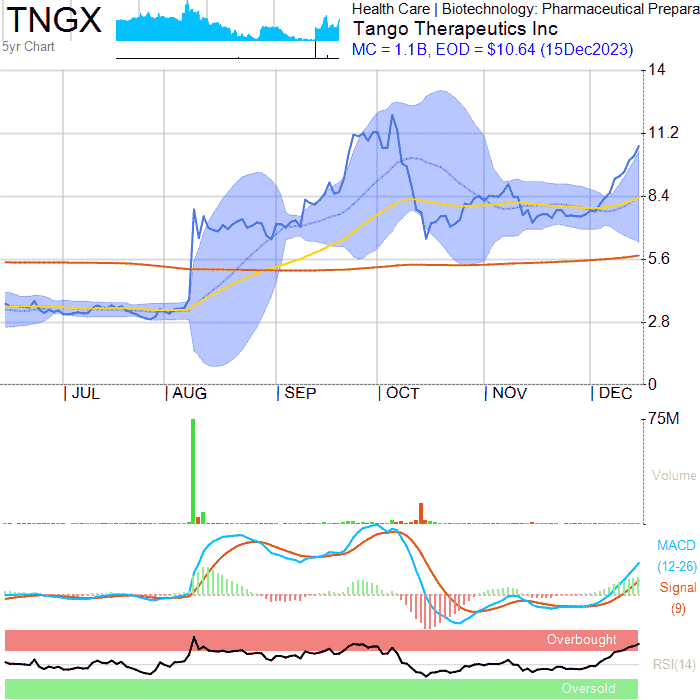 TNGX
5yr Chart
Health Care | Biotechnology: Pharmaceutical Prepara
Tango Therapeutics Inc
MC = 1.1B, EOD = $10.64 (15Dec2023)
14
11.2
8.4
5.6
2.8
0
| JUL | AUG | SEP | OCT | NOV | DEC
75M
Volume
MACD
(12-26)
Signal
(9)
Overbought
RSI(14)
Oversold